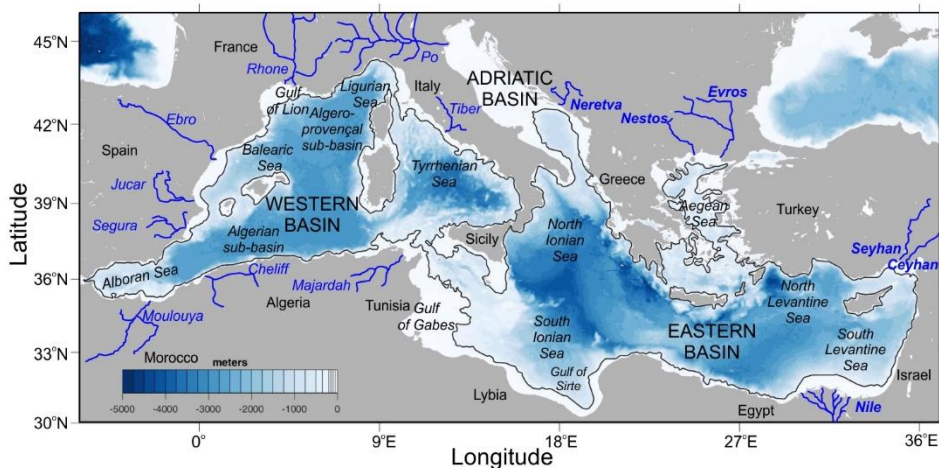 45°N
42°N
39°N
36°N
33°N
30°N
Latitude
0°
9°E
18°E
27°E
36°E
Longitude
France
Rhone
Po
Gulf
of Lion
Ligurian
Sea
Italy
ADRIATIC
BASIN
Neretva
Evros
Nestos
Tiber
Algero-
provençal
sub-basin
Ebro
Balearic
Sea
Spain
Tyrrhenian
Sea
Greece
Aegean
Sea
Turkey
Jucar
Segura
WESTERN
BASIN
Algerian
sub-basin
Sicily
North
Ionian
Sea
Seyhan
Ceyhan
Alboran Sea
Cheliff
Majardah
Algeria
Tunisia
Gulf
of Gabes
Moulouya
Morocco
North
Levantine
Sea
EASTERN
BASIN
South
Levantine
Sea
South
Ionian
Sea
Gulf of
Sirte
Israel
Lybia
Egypt
Nile
meters
-5000
-4000
-3000
-2000
-1000
0